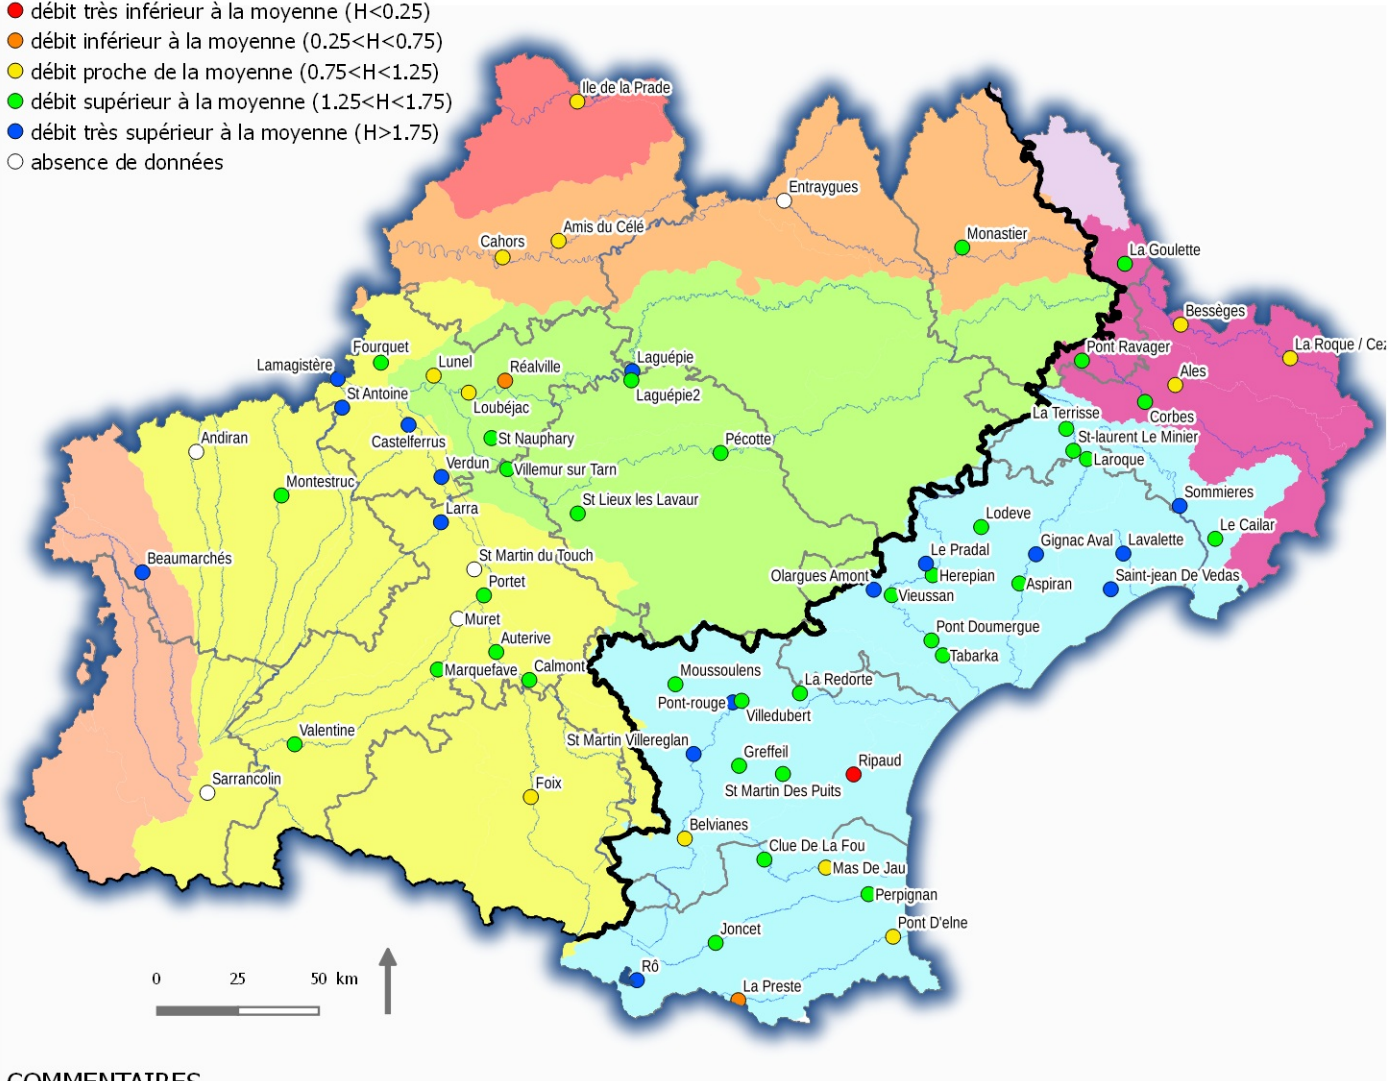 débit très inférieur à la moyenne (H<0.25)
débit inférieur à la moyenne (0.25<H<0.75)
débit proche de la moyenne (0.75<H<1.25)
débit supérieur à la moyenne (1.25<H<1.75)
débit très supérieur à la moyenne (H>1.75)
absence de données
Ile de la Prade
Entraygues
Amis du Célé
Cahors
Monastier
La Goulette
Bessèges
La Roque / Cez
Pont Ravager
Ales
Corbes
Fourquet
Lamagistère
Lunel
Réalville
Laguépie
Laguépie2
St Antoine
Loubéjac
Castelferrus
St Nauphary
Pécotte
Andiran
Verdun
Villemur sur Tarn
Montestruc
Larra
St Lieux les Lavaur
La Terrisse
St-laurent Le Minier
Laroque
Sommieres
Le Cailar
Lodeve
Gignac Aval
Lavalette
Le Pradal
Herepian
Aspiran
Saint-jean De Vedas
Olargues Amont
Vieussan
Beaumarchés
St Martin du Touch
Portet
Muret
Auterive
Marquefave
Calmont
Pont Doumergue
Tabarka
Moussoulens
La Redorte
Pont-rouge
Villedubert
Valentine
St Martin Villereglan
Greffeil
Ripaud
St Martin Des Puits
Sarrancolin
Foix
Belvianes
Clue De La Fou
Mas De Jau
Perpignan
Pont D'elne
Joncet
Rô
La Preste
0 25 50 km
COMMENTAIRES